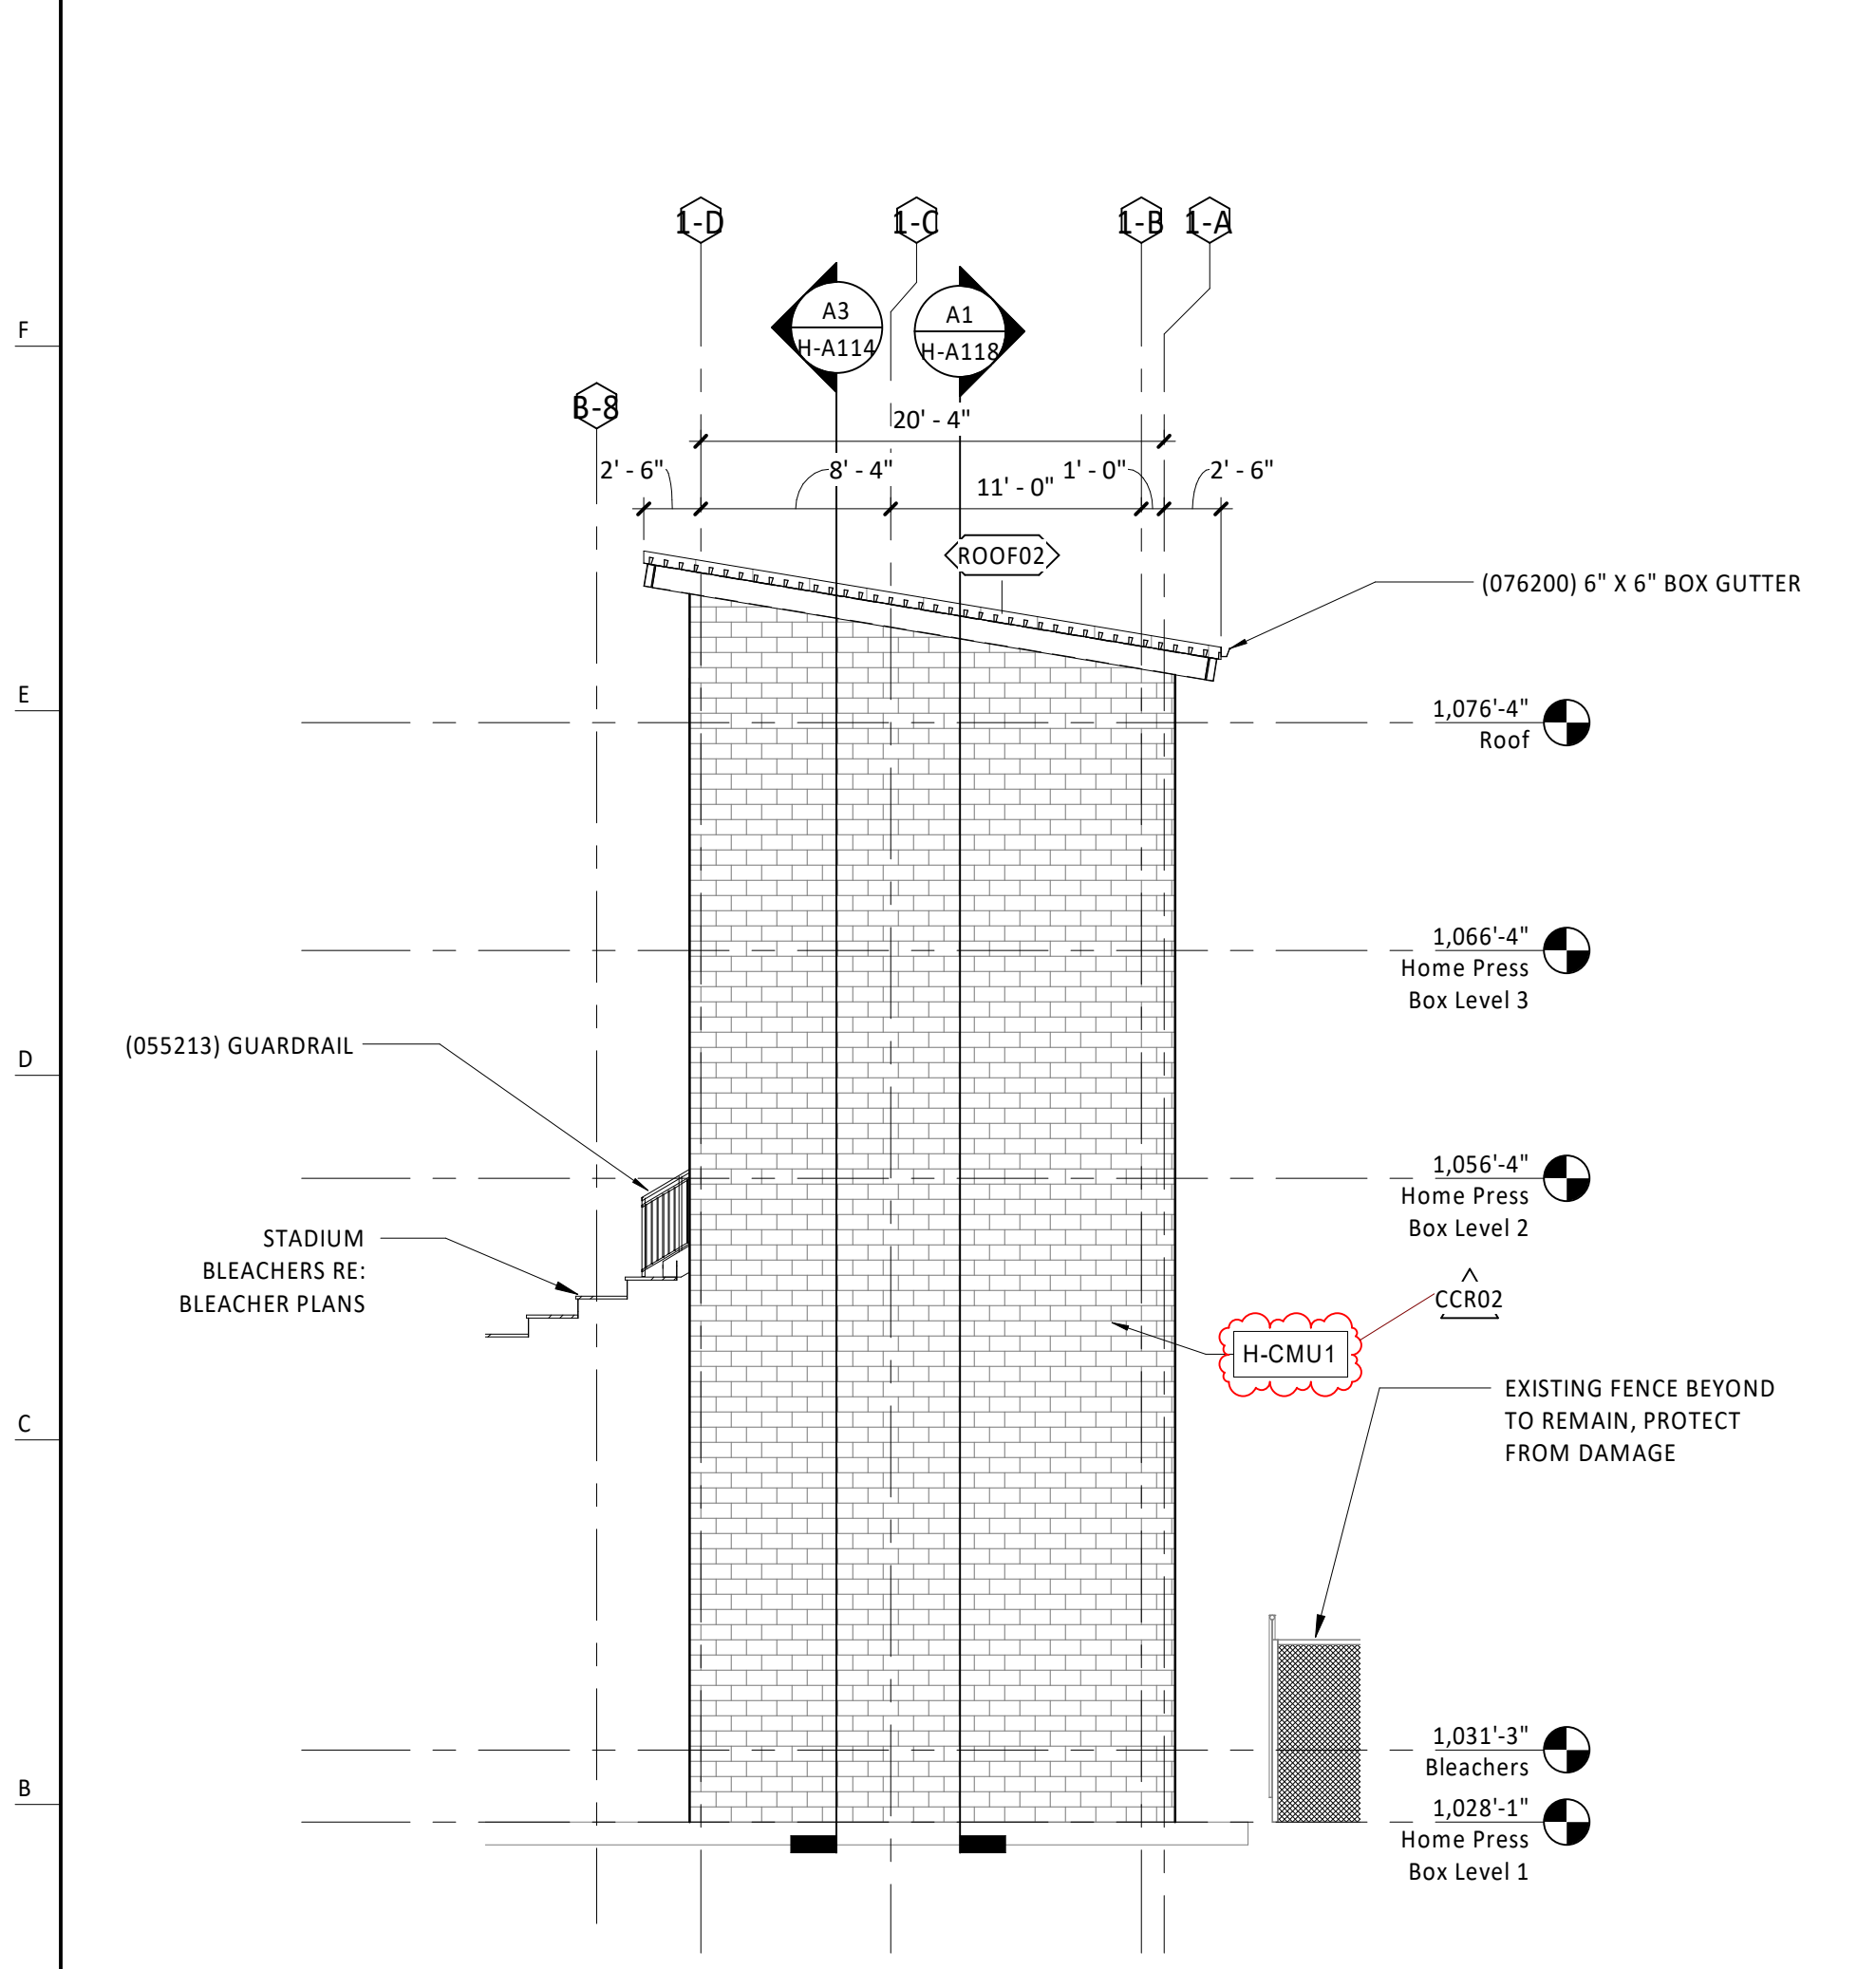 1-D
1-C
1-B
1-A
F
A3
H-A114
A1
H-A118
B-8
20' - 4"
2' - 6"
8' - 4"
11' - 0"
1' - 0"
2' - 6"
ROOF02
(076200) 6" X 6" BOX GUTTER
E
1,076'-4"
Roof
1,066'-4"
Home Press
Box Level 3
(055213) GUARDRAIL
D
1,056'-4"
Home Press
Box Level 2
STADIUM
BLEACHERS RE:
BLEACHER PLANS
CCR02
H-CMU1
EXISTING FENCE BEYOND
TO REMAIN, PROTECT
FROM DAMAGE
C
1,031'-3"
Bleachers
B
1,028'-1"
Home Press
Box Level 1